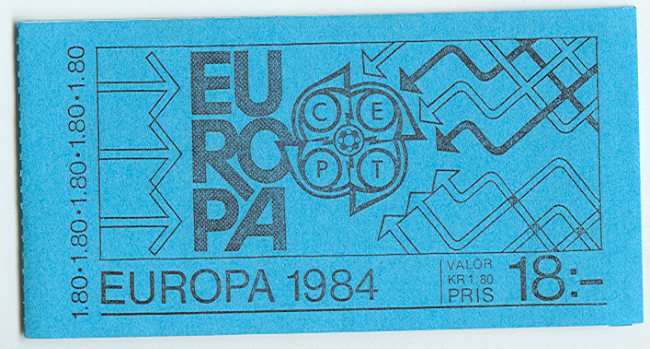 1.80·1.80·1.80·1.80·1.80
EU
RO
PA
C E
P T
EUROPA 1984
VALÖR
KR 1.80
PRIS 18:-